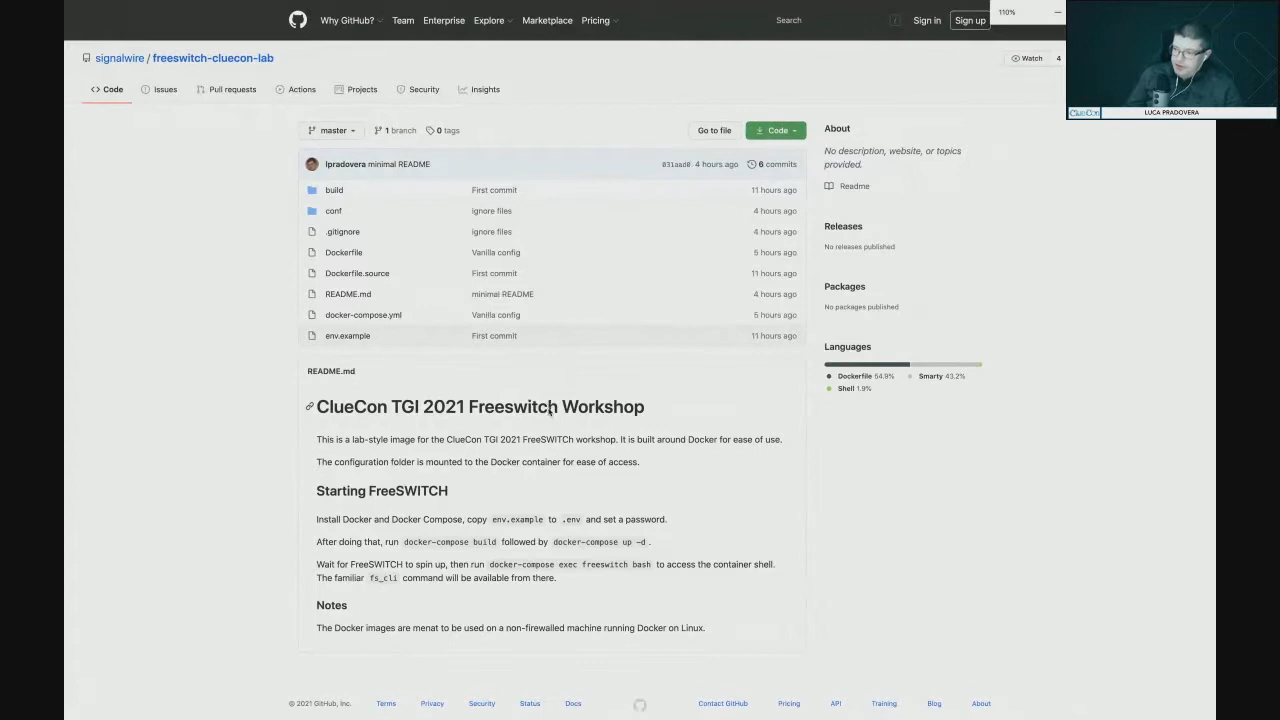 Why GitHub? Team Enterprise Explore Marketplace Pricing Search / Sign in Sign up
110%
signalwire / freeswitch-cluecon-lab
Watch 4
Code Issues Pull requests Actions Projects Security Insights
master 1 branch 0 tags Go to file Code
lpradovera minimal README 031aad0 4 hours ago 6 commits
build First commit 11 hours ago
conf ignore files 4 hours ago
.gitignore ignore files 4 hours ago
Dockerfile Vanilla config 5 hours ago
Dockerfile.source First commit 11 hours ago
README.md minimal README 4 hours ago
docker-compose.yml Vanilla config 5 hours ago
env.example First commit 11 hours ago
README.md
ClueCon TGI 2021 Freeswitch Workshop
This is a lab-style image for the ClueCon TGI 2021 FreeSWITCh workshop. It is built around Docker for ease of use.
The configuration folder is mounted to the Docker container for ease of access.
Starting FreeSWITCH
Install Docker and Docker Compose, copy env.example to .env and set a password.
After doing that, run docker-compose build followed by docker-compose up -d.
Wait for FreeSWITCH to spin up, then run docker-compose exec freeswitch bash to access the container shell.
The familiar fs_cli command will be available from there.
Notes
The Docker images are menat to be used on a non-firewalled machine running Docker on Linux.
About
No description, website, or topics
provided.
Readme
Releases
No releases published
Packages
No packages published
Languages
Dockerfile 54.9% Smarty 43.2%
Shell 1.9%
ClueCon LUCA PRADOVERA
© 2021 GitHub, Inc. Terms Privacy Security Status Docs Contact GitHub Pricing API Training Blog About